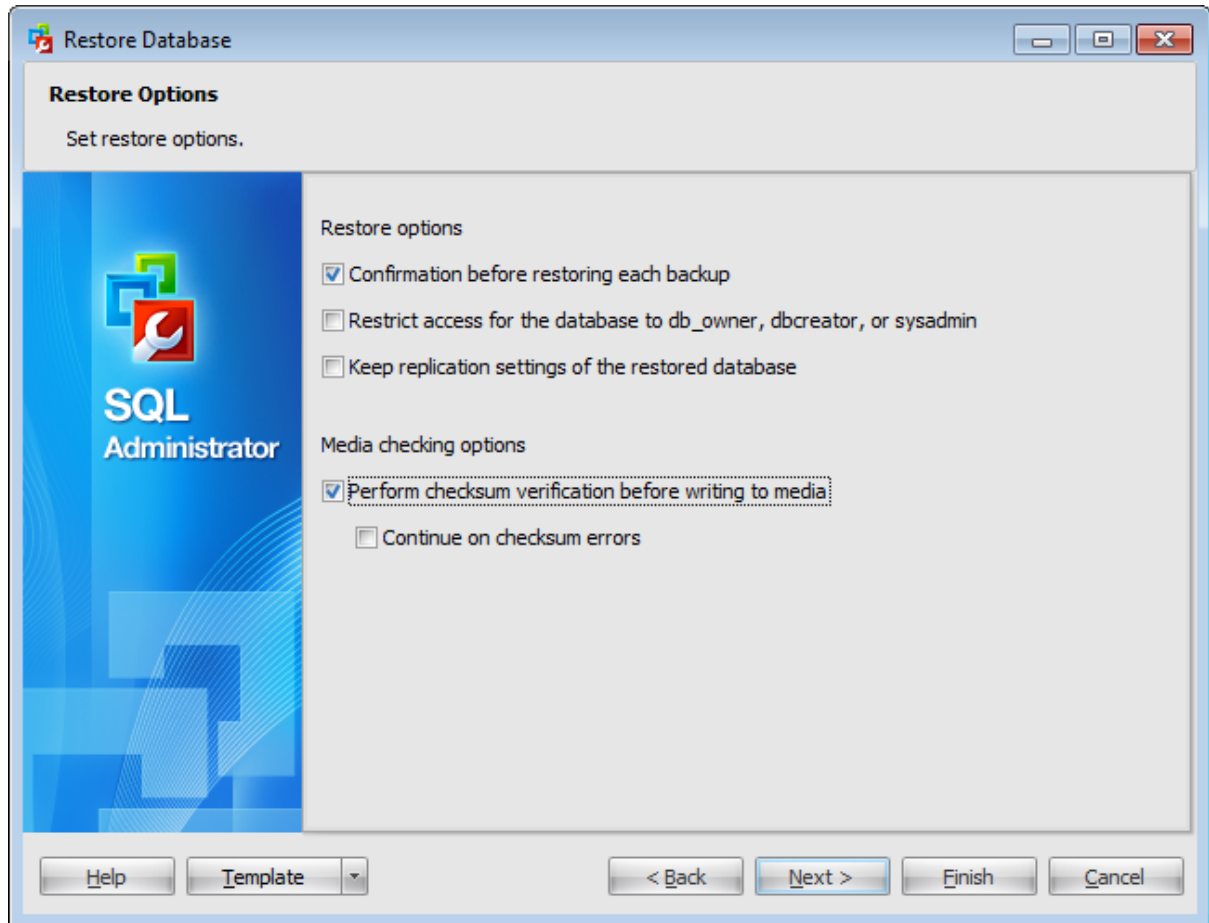 Restore Database
Restore Options
Set restore options.
SQL
Administrator
Restore options
Confirmation before restoring each backup
Restrict access for the database to db_owner, dbcreator, or sysadmin
Keep replication settings of the restored database
Media checking options
Perform checksum verification before writing to media
Continue on checksum errors
Help Template < Back Next > Finish Cancel